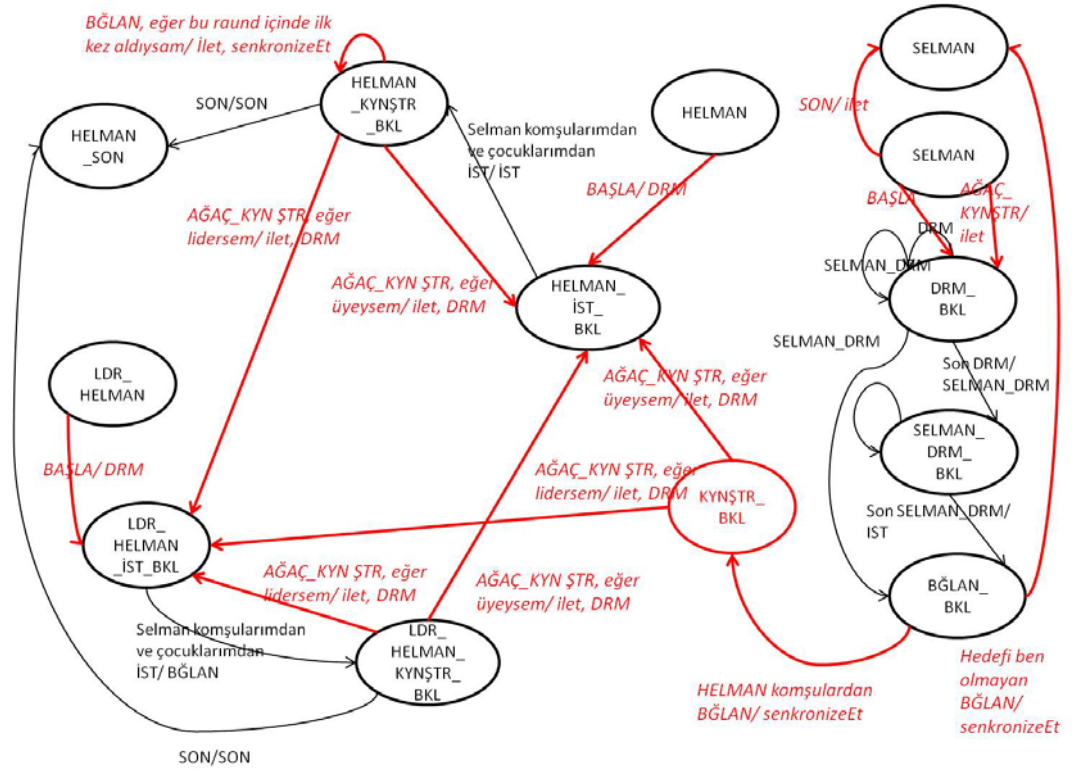 BĞLAN, eğer bu raund içinde ilk
kez aldıysam/ İlet, senkronizeEt
SELMAN
HELMAN
_KYNŞTR
_BKL
SON/SON
HELMAN
SON/ ilet
HELMAN
_SON
Selman komşularımdan
ve çocuklarımdan
İST/ İST
SELMAN
BAŞLA/ DRM
BAŞLA
AĞAÇ_
KYNŞTR/
ilet
AĞAÇ_KYN ŞTR, eğer
lidersem/ ilet, DRM
DRM
SELMAN_DRM
AĞAÇ_KYN ŞTR, eğer
üyeysem/ ilet, DRM
HELMAN_
İST_
BKL
DRM_
BKL
SELMAN_DRM
LDR_
HELMAN
AĞAÇ_KYN ŞTR, eğer
üyeysem/ ilet, DRM
Son DRM/
SELMAN_DRM
SELMAN_
DRM_
BKL
BAŞLA/ DRM
AĞAÇ_KYN ŞTR, eğer
lidersem/ ilet, DRM
KYNŞTR_
BKL
Son SELMAN_DRM/
IST
LDR_
HELMAN
_İST_BKL
AĞAÇ_KYN ŞTR, eğer
lidersem/ ilet, DRM
AĞAÇ_KYN ŞTR, eğer
üyeysem/ ilet, DRM
BĞLAN_
BKL
Selman komşularımdan
ve çocuklarımdan
İST/ BĞLAN
LDR_
HELMAN_
KYNŞTR_
BKL
HELMAN komşulardan
BĞLAN/ senkronizeEt
Hedefi ben
olmayan
BĞLAN/
senkronizeEt
SON/SON